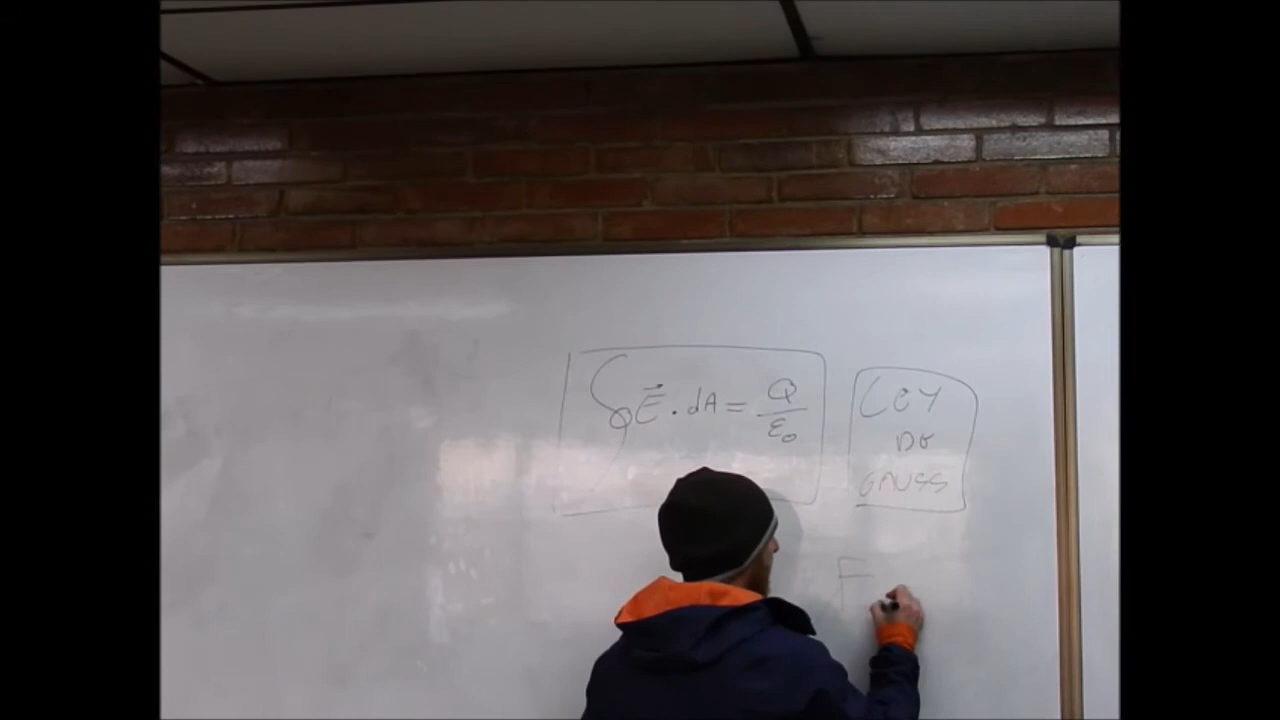 ∮ E⃗ · dA = Q/ε₀
LEY
DE
GAUSS
F